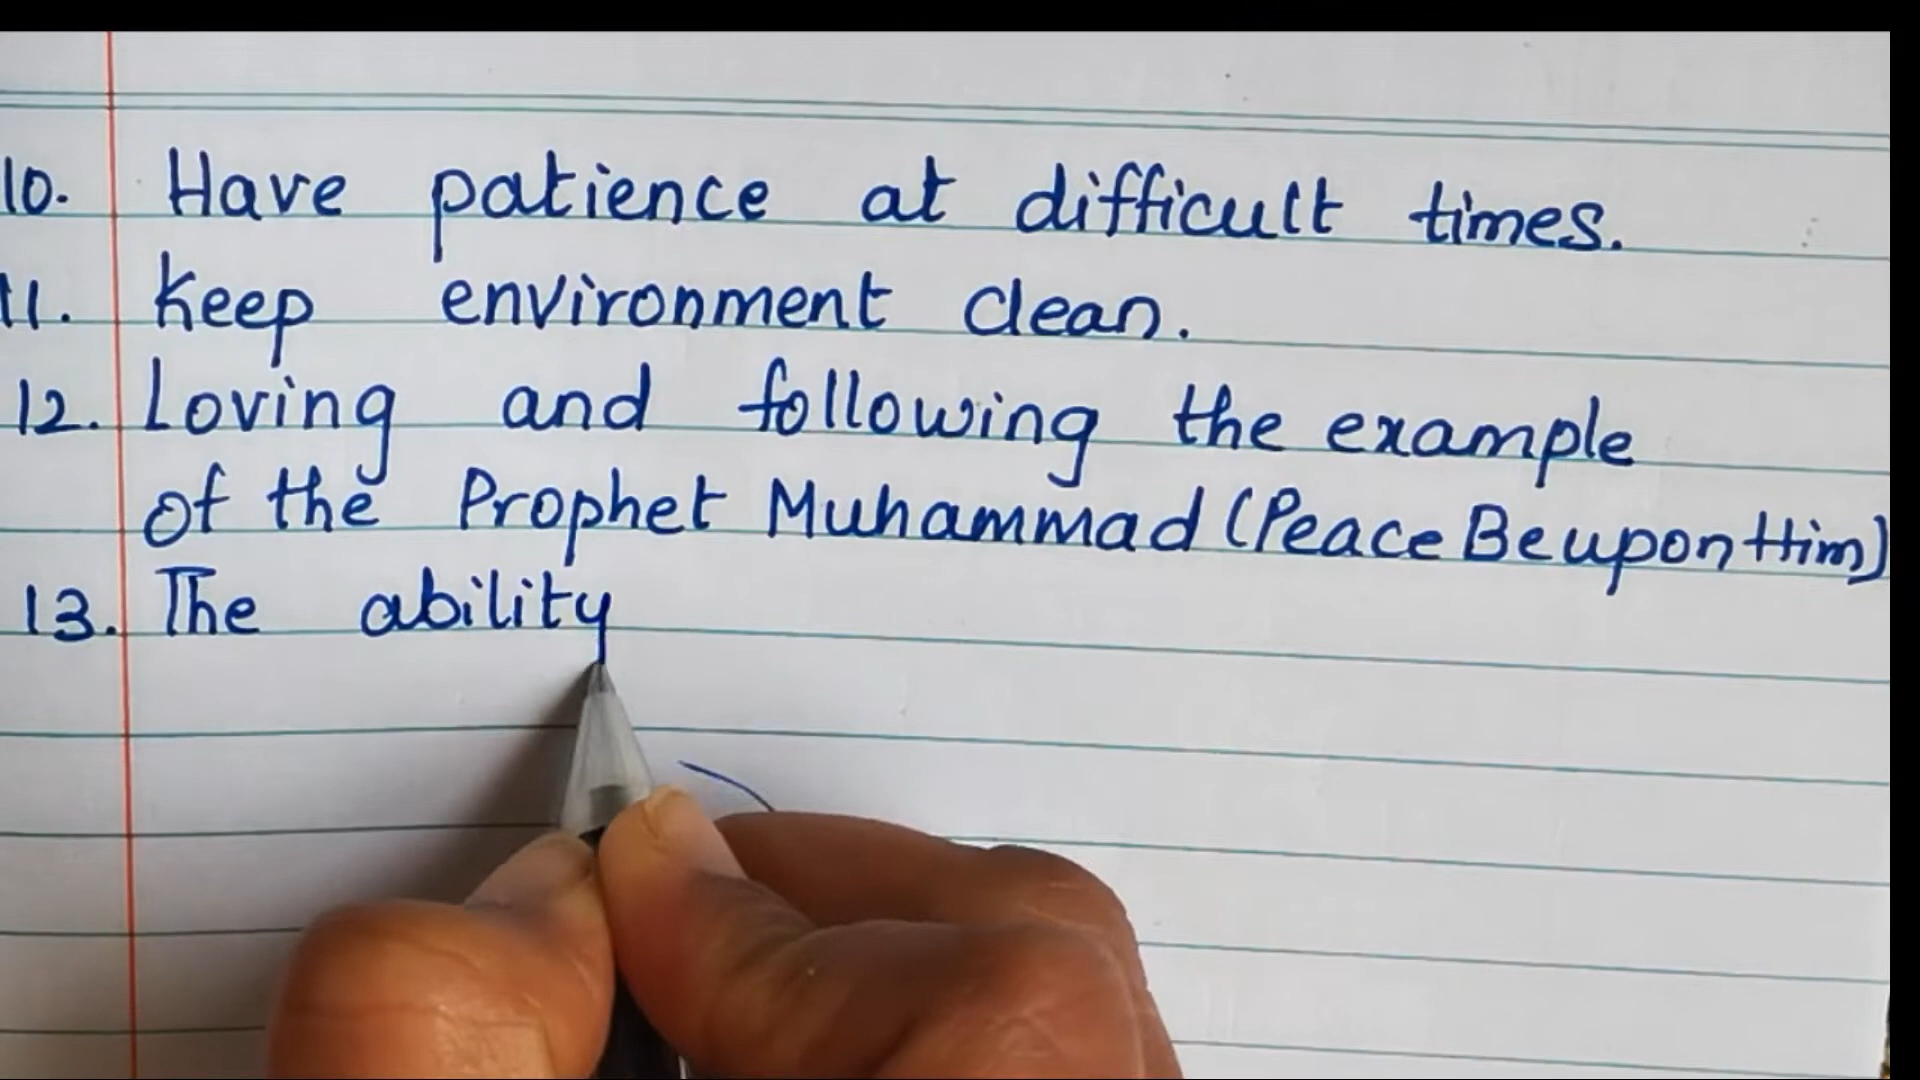 10. Have patience at difficult times.
11. Keep environment clean.
12. Loving and following the example
of the Prophet Muhammad (Peace Be upon Him)
13. The ability